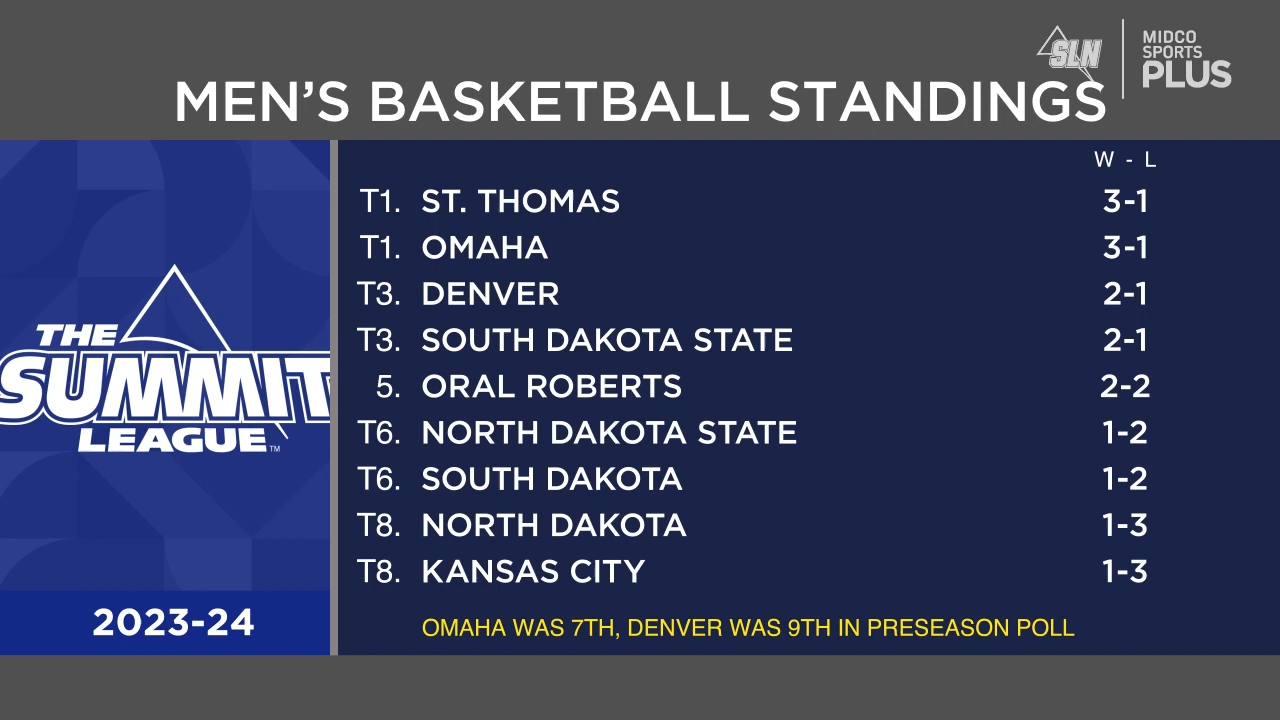 SLN
MIDCO
SPORTS
PLUS
MEN'S BASKETBALL STANDINGS
W - L
T1. ST. THOMAS 3-1
T1. OMAHA 3-1
T3. DENVER 2-1
T3. SOUTH DAKOTA STATE 2-1
5. ORAL ROBERTS 2-2
T6. NORTH DAKOTA STATE 1-2
T6. SOUTH DAKOTA 1-2
T8. NORTH DAKOTA 1-3
T8. KANSAS CITY 1-3
OMAHA WAS 7TH, DENVER WAS 9TH IN PRESEASON POLL
THE
SUMMIT
LEAGUE™
2023-24